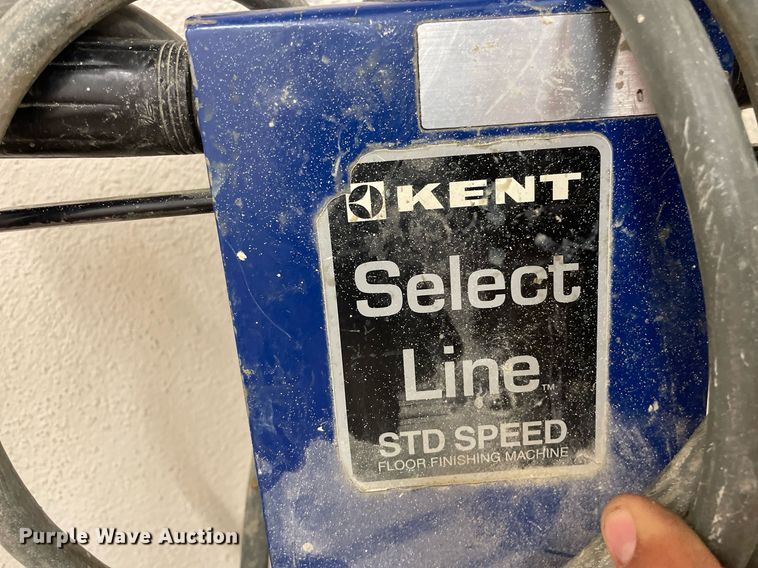 KENT
Select
Line™
STD SPEED
FLOOR FINISHING MACHINE
Purple Wave Auction